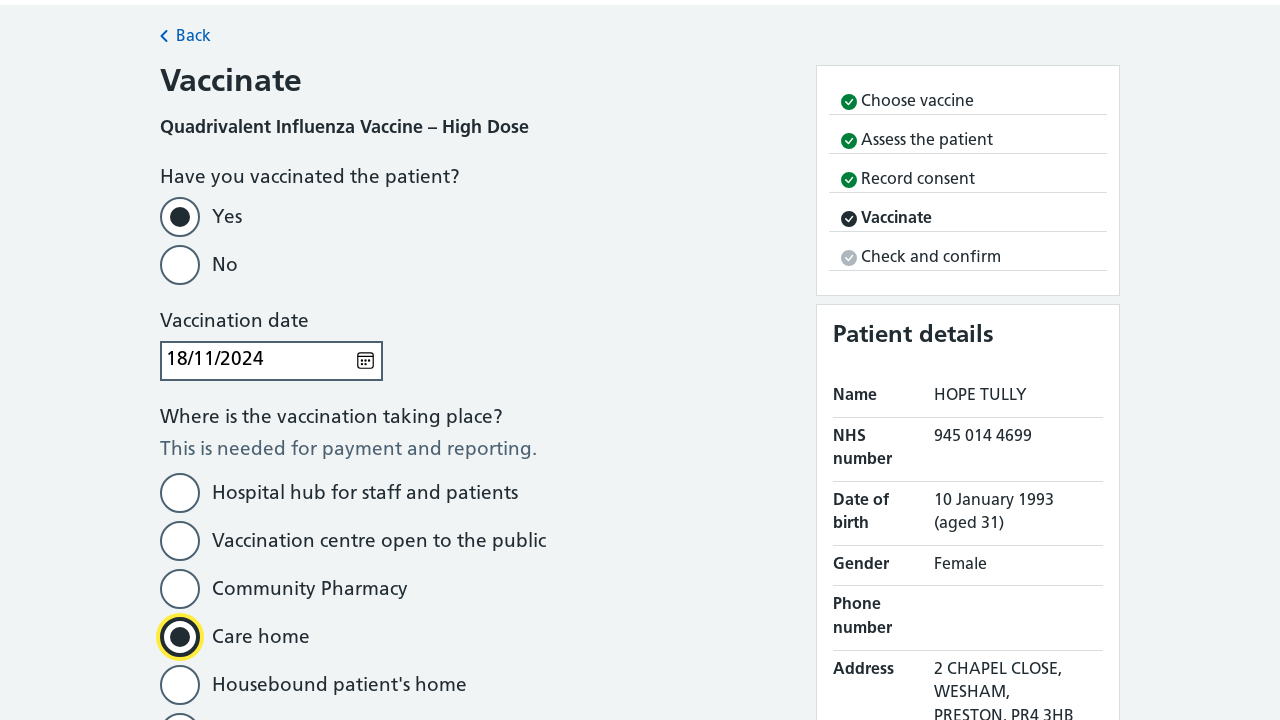 Back
Vaccinate
Quadrivalent Influenza Vaccine – High Dose
Have you vaccinated the patient?
Yes
No
Vaccination date
18/11/2024
Where is the vaccination taking place?
This is needed for payment and reporting.
Hospital hub for staff and patients
Vaccination centre open to the public
Community Pharmacy
Care home
Housebound patient's home
Choose vaccine
Assess the patient
Record consent
Vaccinate
Check and confirm
Patient details
Name HOPE TULLY
NHS number 945 014 4699
Date of birth 10 January 1993 (aged 31)
Gender Female
Phone number
Address 2 CHAPEL CLOSE,
WESHAM,
PRESTON, PR4 3HB